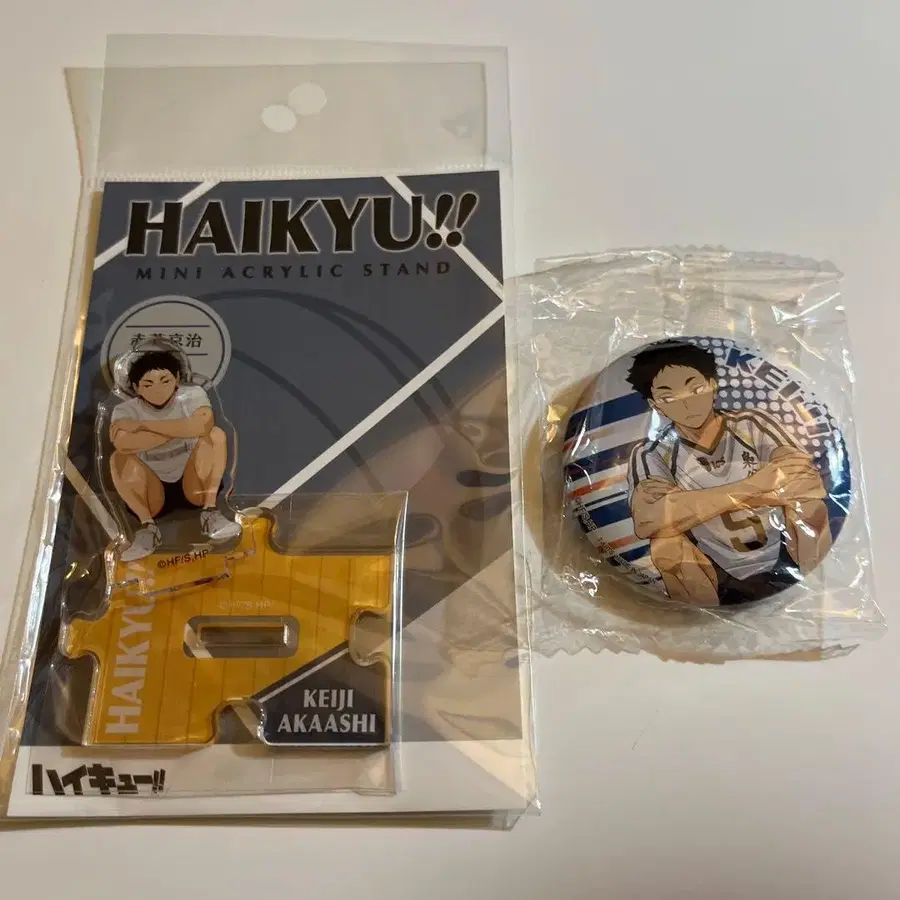 HAIKYU!!
MINI ACRYLIC STAND
赤葦京治
©HF/S,HP
HAIKYU
KEIJI
AKAASHI
ハイキュー!!
KEIJI
5